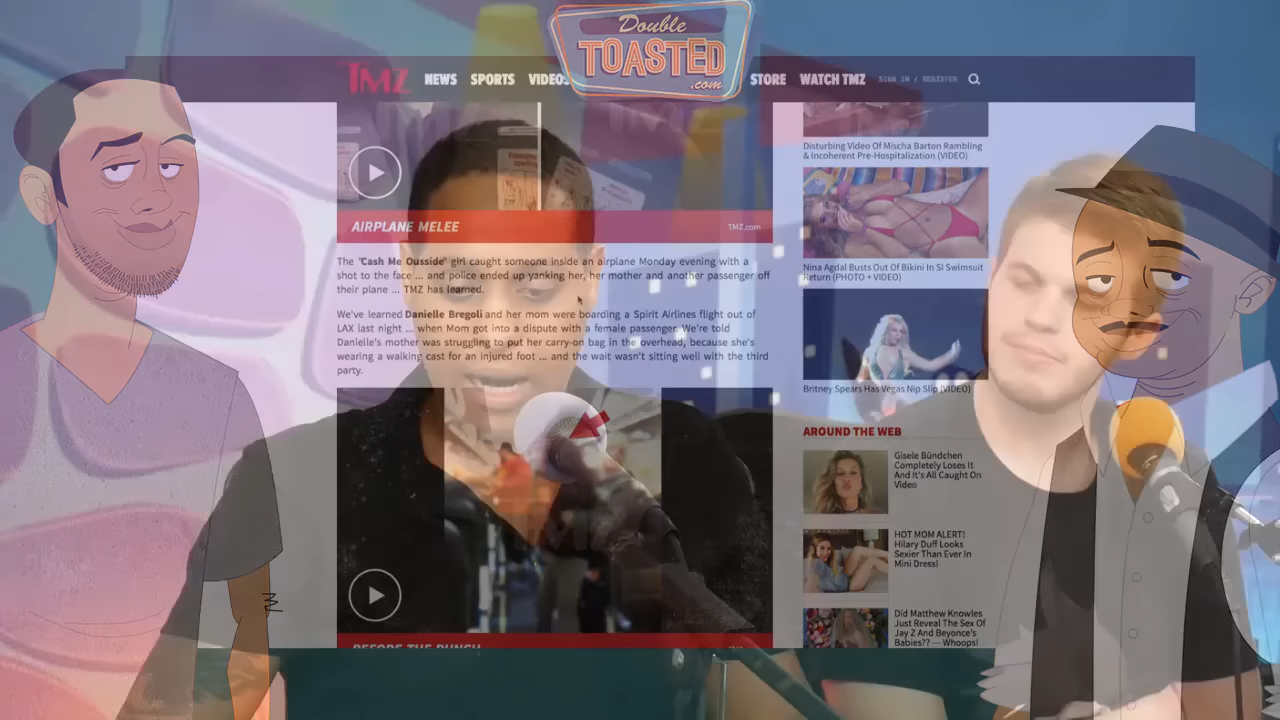 Double
TOASTED
.com
TMZ
NEWS SPORTS VIDEOS
STORE WATCH TMZ SIGN IN / REGISTER
AIRPLANE MELEE
TMZ.com
The "Cash Me Ousside" girl caught someone inside an airplane Monday evening with a
shot to the face ... and police ended up yanking her, her mother and another passenger off
their plane ... TMZ has learned.
We've learned Danielle Bregoli and her mom were boarding a Spirit Airlines flight out of
LAX last night ... when Mom got into a dispute with a female passenger. We're told
Danielle's mother was struggling to put her carry-on bag in the overhead, because she's
wearing a walking cast for an injured foot ... and the wait wasn't sitting well with the third
party.
BEFORE THE PUNCH
Disturbing Video Of Mischa Barton Rambling
& Incoherent Pre-Hospitalization (VIDEO)
Nina Agdal Busts Out Of Bikini In SI Swimsuit
Return (PHOTO + VIDEO)
Britney Spears Has Vegas Nip Slip (VIDEO)
AROUND THE WEB
Gisele Bündchen
Completely Loses It
And It's All Caught On
Video
HOT MOM ALERT!
Hilary Duff Looks
Sexier Than Ever In
Mini Dress!
Did Matthew Knowles
Just Reveal The Sex Of
Jay Z And Beyonce's
Babies?? — Whoops!